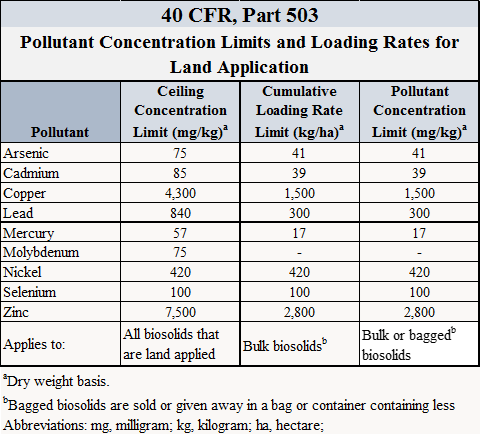 40 CFR, Part 503
Pollutant Concentration Limits and Loading Rates for
Land Application
Pollutant Ceiling Concentration Limit (mg/kg)a Cumulative Loading Rate Limit (kg/ha)a Pollutant Concentration Limit (mg/kg)a
Arsenic 75 41 41
Cadmium 85 39 39
Copper 4,300 1,500 1,500
Lead 840 300 300
Mercury 57 17 17
Molybdenum 75 - -
Nickel 420 420 420
Selenium 100 100 100
Zinc 7,500 2,800 2,800
Applies to: All biosolids that are land applied Bulk biosolidsb Bulk or baggedb biosolids
aDry weight basis.
bBagged biosolids are sold or given away in a bag or container containing less
Abbreviations: mg, milligram; kg, kilogram; ha, hectare;